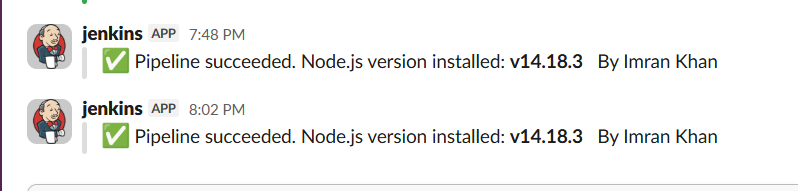 jenkins APP 7:48 PM
✅ Pipeline succeeded. Node.js version installed: v14.18.3 By Imran Khan
jenkins APP 8:02 PM
✅ Pipeline succeeded. Node.js version installed: v14.18.3 By Imran Khan